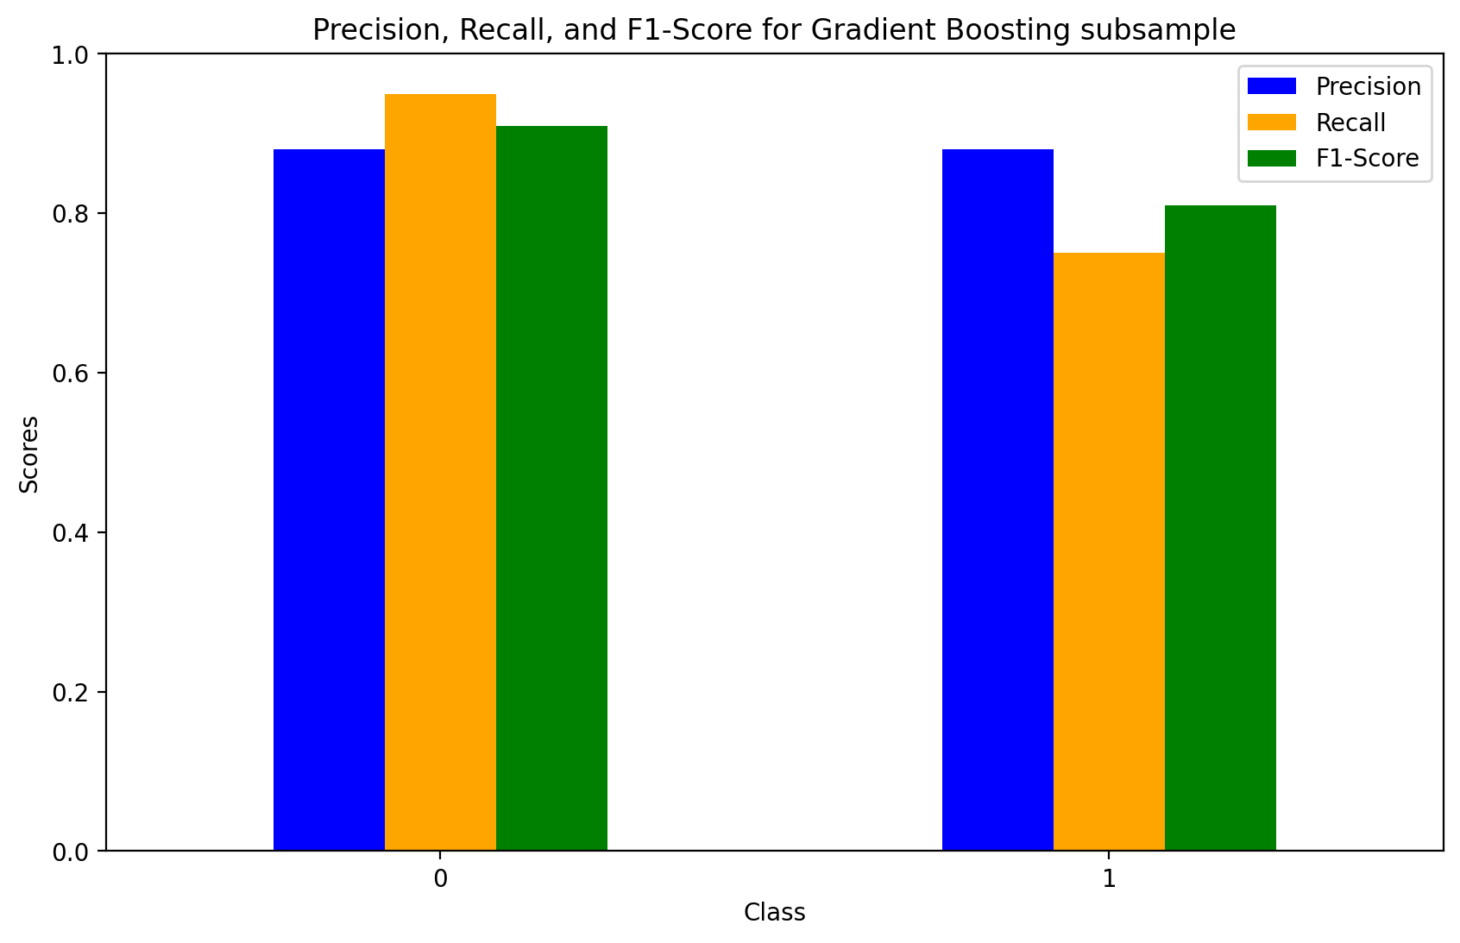 Precision, Recall, and F1-Score for Gradient Boosting subsample
1.0
0.8
0.6
0.4
0.2
0.0
Scores
Precision
Recall
F1-Score
0
1
Class